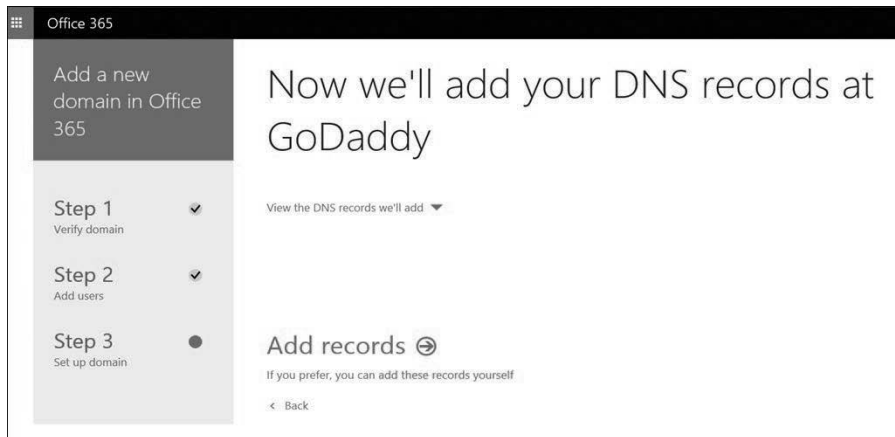 Office 365
Add a new
domain in Office
365
Step 1
Verify domain
Step 2
Add users
Step 3
Set up domain
Now we'll add your DNS records at
GoDaddy
View the DNS records we'll add
Add records
If you prefer, you can add these records yourself
< Back